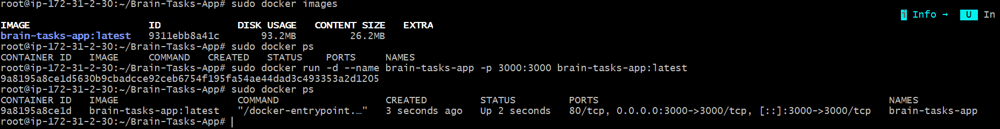 root@ip-172-31-2-30:~/Brain-Tasks-App# sudo docker images
i Info → U In
IMAGE ID DISK USAGE CONTENT SIZE EXTRA
brain-tasks-app:latest 9311ebb8a41c 93.2MB 26.2MB
root@ip-172-31-2-30:~/Brain-Tasks-App# sudo docker ps
CONTAINER ID IMAGE COMMAND CREATED STATUS PORTS NAMES
root@ip-172-31-2-30:~/Brain-Tasks-App# sudo docker run -d --name brain-tasks-app -p 3000:3000 brain-tasks-app:latest
9a8195a8ce1d5630b9cbadcce92ceb6754f195fa54ae44dad3c493353a2d1205
root@ip-172-31-2-30:~/Brain-Tasks-App# sudo docker ps
CONTAINER ID IMAGE COMMAND CREATED STATUS PORTS NAMES
9a8195a8ce1d brain-tasks-app:latest "/docker-entrypoint.…" 3 seconds ago Up 2 seconds 80/tcp, 0.0.0.0:3000->3000/tcp, [::]:3000->3000/tcp brain-tasks-app
root@ip-172-31-2-30:~/Brain-Tasks-App#